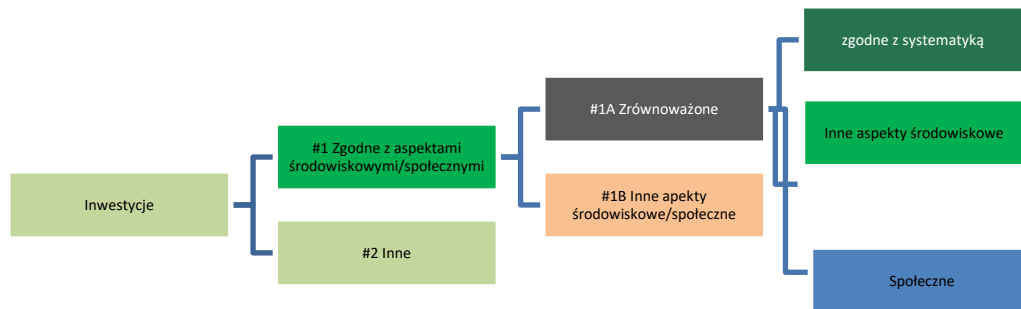 Inwestycje
#1 Zgodne z aspektami
środowiskowymi/społecznymi
#2 Inne
#1A Zrównoważone
#1B Inne apekty
środowiskowe/społeczne
zgodne z systematyką
Inne aspekty środowiskowe
Społeczne